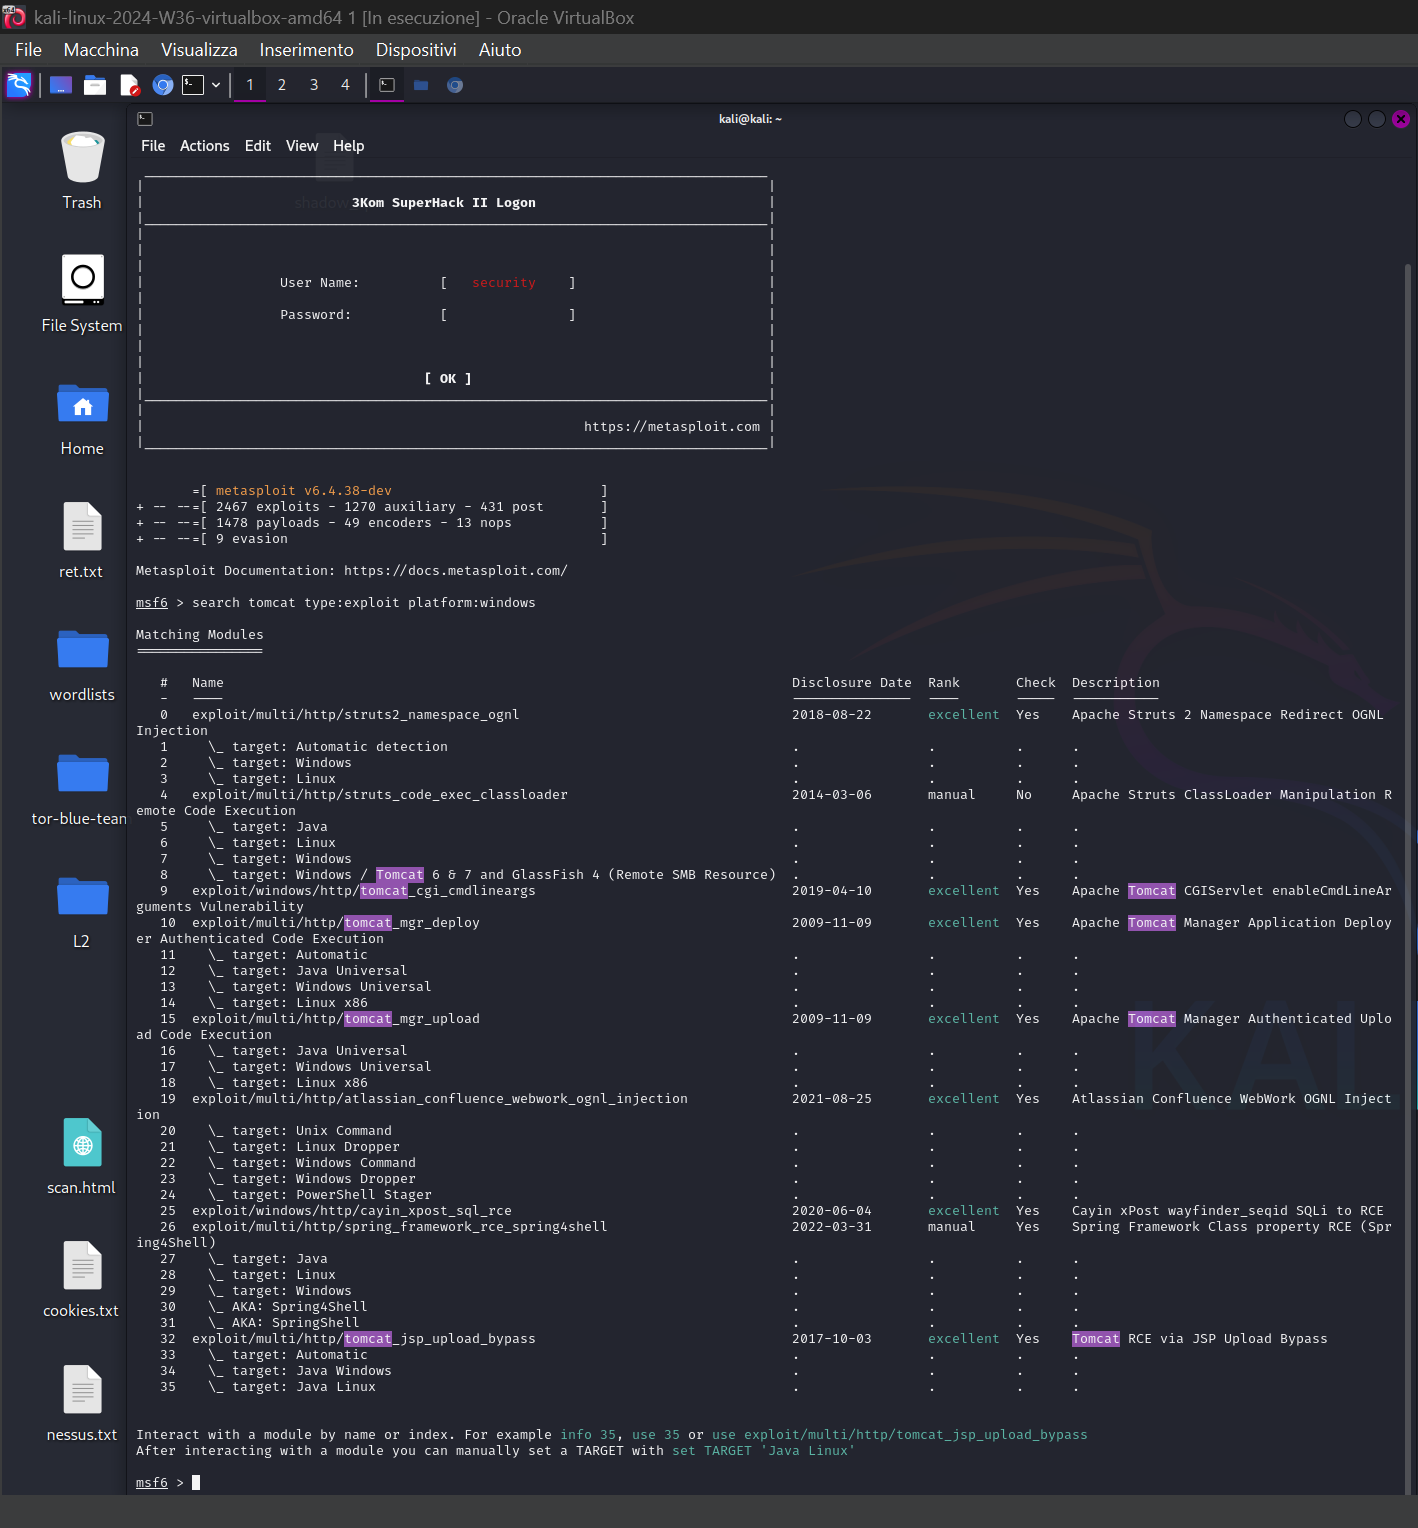 kali-linux-2024-W36-virtualbox-amd64 1 [In esecuzione] - Oracle VirtualBox
File Macchina Visualizza Inserimento Dispositivi Aiuto
1 2 3 4
kali@kali: ~
File Actions Edit View Help
Trash
File System
Home
ret.txt
wordlists
tor-blue-team
L2
scan.html
cookies.txt
nessus.txt
shadow
3Kom SuperHack II Logon
User Name: [ security ]
Password: [ ]
[ OK ]
https://metasploit.com
=[ metasploit v6.4.38-dev ]
+ -- --=[ 2467 exploits - 1270 auxiliary - 431 post ]
+ -- --=[ 1478 payloads - 49 encoders - 13 nops ]
+ -- --=[ 9 evasion ]
Metasploit Documentation: https://docs.metasploit.com/
msf6 > search tomcat type:exploit platform:windows
Matching Modules
================
# Name Disclosure Date Rank Check Description
- ---- --------------- ---- ----- -----------
0 exploit/multi/http/struts2_namespace_ognl 2018-08-22 excellent Yes Apache Struts 2 Namespace Redirect OGNL
Injection
1 \_ target: Automatic detection . . . .
2 \_ target: Windows . . . .
3 \_ target: Linux . . . .
4 exploit/multi/http/struts_code_exec_classloader 2014-03-06 manual No Apache Struts ClassLoader Manipulation R
emote Code Execution
5 \_ target: Java . . . .
6 \_ target: Linux . . . .
7 \_ target: Windows . . . .
8 \_ target: Windows / Tomcat 6 & 7 and GlassFish 4 (Remote SMB Resource) . . . .
9 exploit/windows/http/tomcat_cgi_cmdlineargs 2019-04-10 excellent Yes Apache Tomcat CGIServlet enableCmdLineAr
guments Vulnerability
10 exploit/multi/http/tomcat_mgr_deploy 2009-11-09 excellent Yes Apache Tomcat Manager Application Deploy
er Authenticated Code Execution
11 \_ target: Automatic . . . .
12 \_ target: Java Universal . . . .
13 \_ target: Windows Universal . . . .
14 \_ target: Linux x86 . . . .
15 exploit/multi/http/tomcat_mgr_upload 2009-11-09 excellent Yes Apache Tomcat Manager Authenticated Uplo
ad Code Execution
16 \_ target: Java Universal . . . .
17 \_ target: Windows Universal . . . .
18 \_ target: Linux x86 . . . .
19 exploit/multi/http/atlassian_confluence_webwork_ognl_injection 2021-08-25 excellent Yes Atlassian Confluence WebWork OGNL Inject
ion
20 \_ target: Unix Command . . . .
21 \_ target: Linux Dropper . . . .
22 \_ target: Windows Command . . . .
23 \_ target: Windows Dropper . . . .
24 \_ target: PowerShell Stager . . . .
25 exploit/windows/http/cayin_xpost_sql_rce 2020-06-04 excellent Yes Cayin xPost wayfinder_seqid SQLi to RCE
26 exploit/multi/http/spring_framework_rce_spring4shell 2022-03-31 manual Yes Spring Framework Class property RCE (Spr
ing4Shell)
27 \_ target: Java . . . .
28 \_ target: Linux . . . .
29 \_ target: Windows . . . .
30 \_ AKA: Spring4Shell . . . .
31 \_ AKA: SpringShell . . . .
32 exploit/multi/http/tomcat_jsp_upload_bypass 2017-10-03 excellent Yes Tomcat RCE via JSP Upload Bypass
33 \_ target: Automatic . . . .
34 \_ target: Java Windows . . . .
35 \_ target: Java Linux . . . .
Interact with a module by name or index. For example info 35, use 35 or use exploit/multi/http/tomcat_jsp_upload_bypass
After interacting with a module you can manually set a TARGET with set TARGET 'Java Linux'
msf6 >
KALI